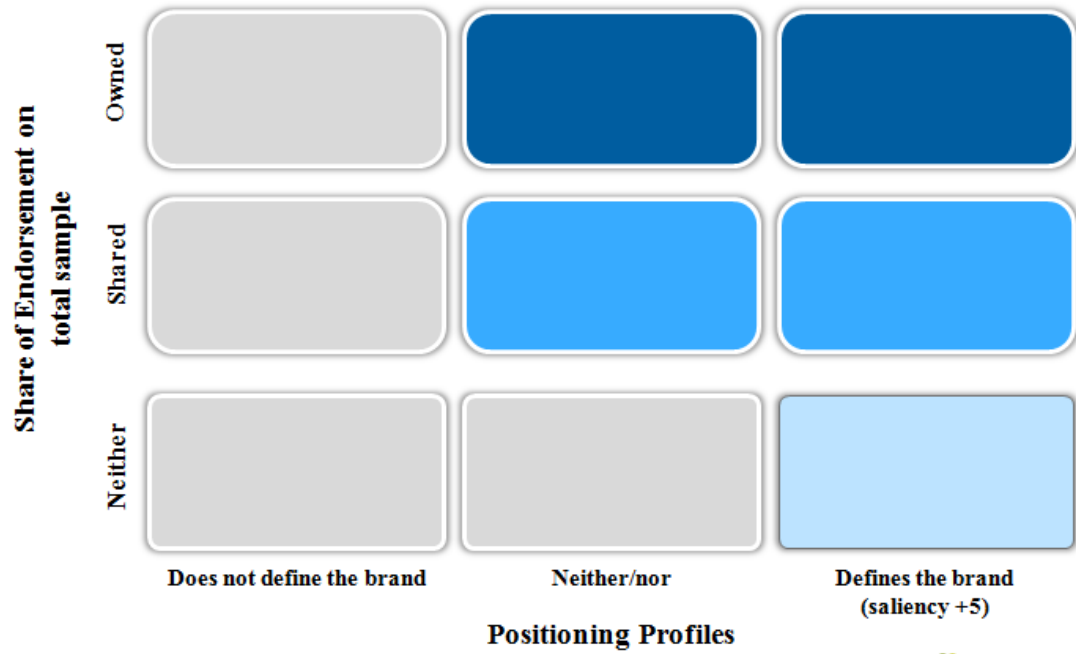 Share of Endorsement on
total sample
Owned
Shared
Neither
Does not define the brand
Neither/nor
Defines the brand
(saliency +5)
Positioning Profiles